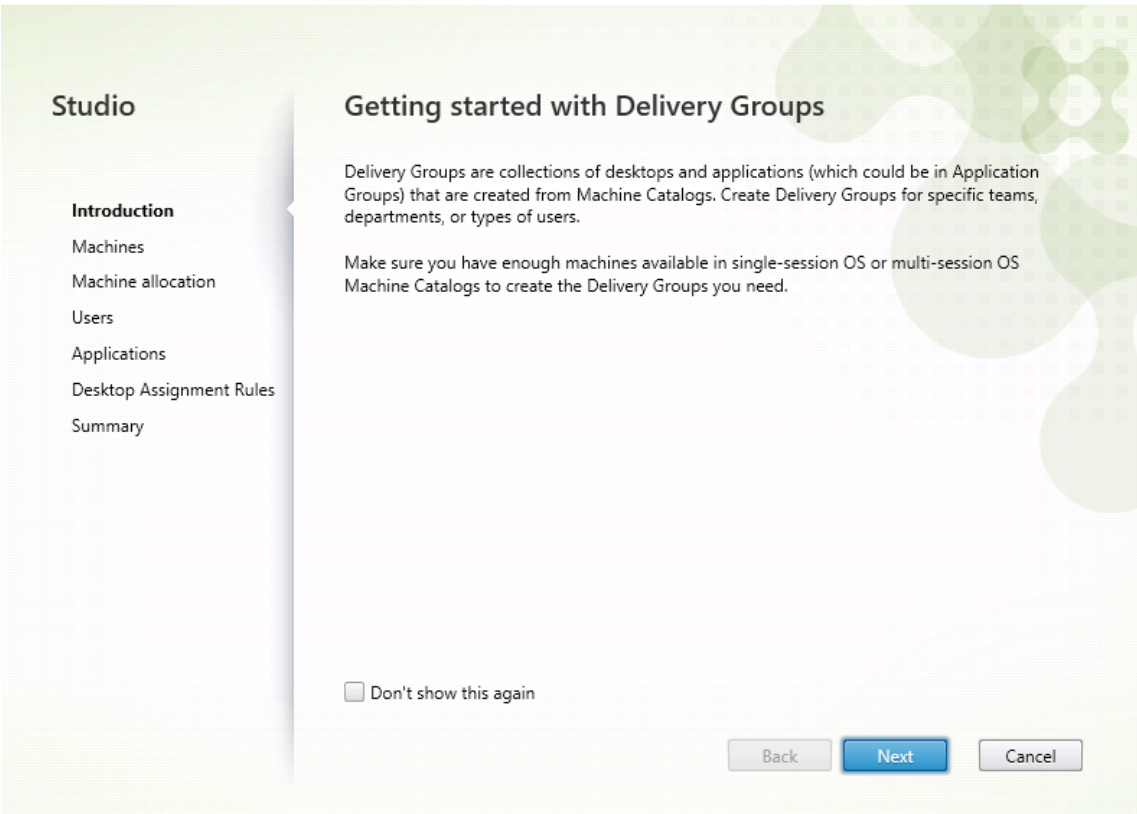 Studio
Introduction
Machines
Machine allocation
Users
Applications
Desktop Assignment Rules
Summary
Getting started with Delivery Groups
Delivery Groups are collections of desktops and applications (which could be in Application
Groups) that are created from Machine Catalogs. Create Delivery Groups for specific teams,
departments, or types of users.
Make sure you have enough machines available in single-session OS or multi-session OS
Machine Catalogs to create the Delivery Groups you need.
Don't show this again
Back Next Cancel